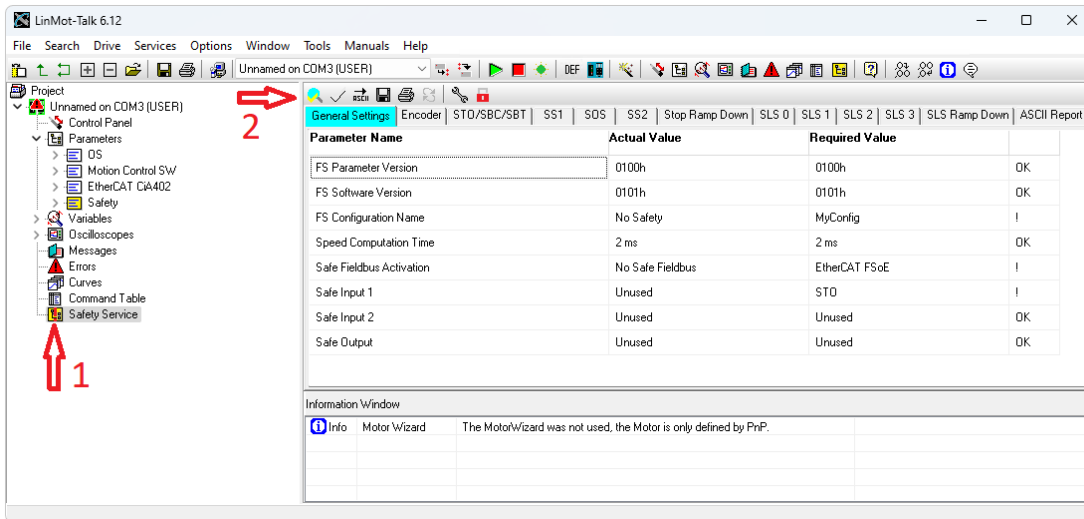 LinMot-Talk 6.12
File Search Drive Services Options Window Tools Manuals Help
Unnamed on COM3 (USER)
DEF
Project
Unnamed on COM3 (USER)
Control Panel
Parameters
OS
Motion Control SW
EtherCAT CiA402
Safety
Variables
Oscilloscopes
Messages
Errors
Curves
Command Table
Safety Service
1
2
ASCII
General Settings Encoder STO/SBC/SBT SS1 SOS SS2 Stop Ramp Down SLS 0 SLS 1 SLS 2 SLS 3 SLS Ramp Down ASCII Report
Parameter Name Actual Value Required Value
FS Parameter Version 0100h 0100h OK
FS Software Version 0101h 0101h OK
FS Configuration Name No Safety MyConfig !
Speed Computation Time 2 ms 2 ms OK
Safe Fieldbus Activation No Safe Fieldbus EtherCAT FSoE !
Safe Input 1 Unused STO !
Safe Input 2 Unused Unused OK
Safe Output Unused Unused OK
Information Window
Info Motor Wizard The MotorWizard was not used, the Motor is only defined by PnP.